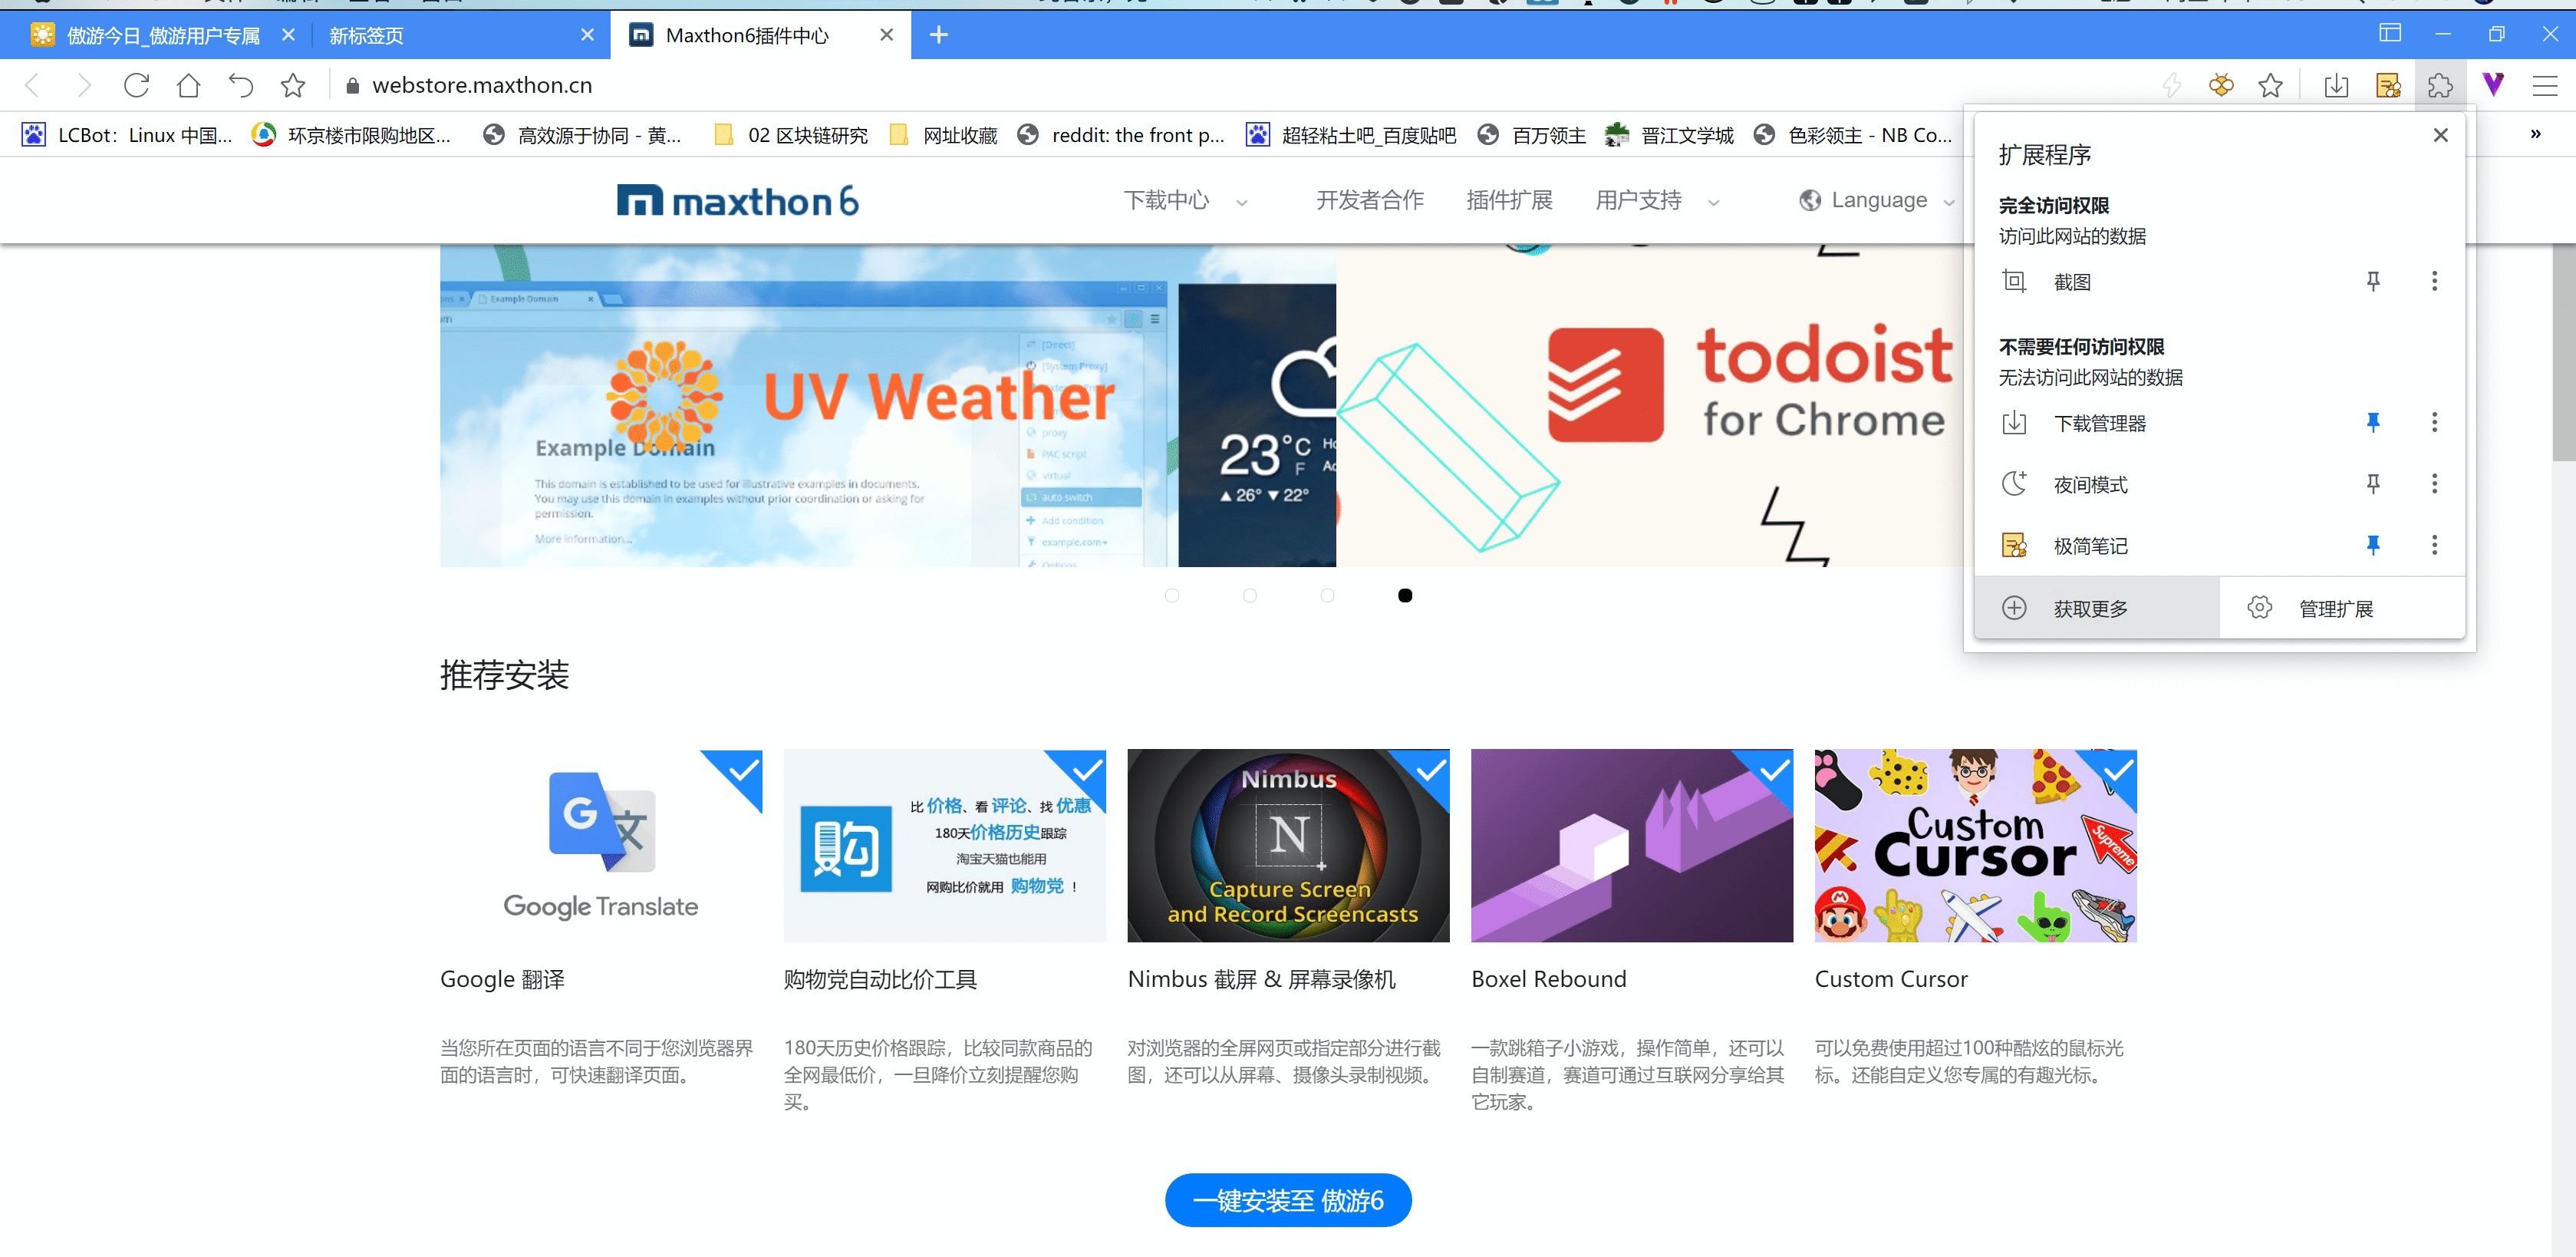 傲游今日_傲游用户专属
新标签页
Maxthon6插件中心
webstore.maxthon.cn
LCBot：Linux 中国...
环京楼市限购地区...
高效源于协同 - 黄...
02 区块链研究
网址收藏
reddit: the front p...
超轻粘土吧_百度贴吧
百万领主
晋江文学城
色彩领主 - NB Co...
»
maxthon 6
下载中心
开发者合作
插件扩展
用户支持
Language
扩展程序
完全访问权限
访问此网站的数据
截图
不需要任何访问权限
无法访问此网站的数据
下载管理器
夜间模式
极简笔记
获取更多
管理扩展
Example Domain
[Direct]
[System Proxy]
UV Weather
proxy
PAC script
virtual
auto switch
Add condition
example.com
Options
Example Domain
This domain is established to be used for illustrative examples in documents.
You may use this domain in examples without prior coordination or asking for
permission.
More information...
23°C
F
▲26° ▼22°
todoist
for Chrome
推荐安装
G 文
Google Translate
购
比 价格、看 评论、找 优惠
180天价格历史跟踪
淘宝天猫也能用
网购比价就用 购物党 ！
Nimbus
N
Capture Screen
and Record Screencasts
Custom
Cursor
Supreme
Google 翻译
购物党自动比价工具
Nimbus 截屏 & 屏幕录像机
Boxel Rebound
Custom Cursor
当您所在页面的语言不同于您浏览器界
面的语言时，可快速翻译页面。
180天历史价格跟踪，比较同款商品的
全网最低价，一旦降价立刻提醒您购
买。
对浏览器的全屏网页或指定部分进行截
图，还可以从屏幕、摄像头录制视频。
一款跳箱子小游戏，操作简单，还可以
自制赛道，赛道可通过互联网分享给其
它玩家。
可以免费使用超过100种酷炫的鼠标光
标。还能自定义您专属的有趣光标。
一键安装至 傲游6